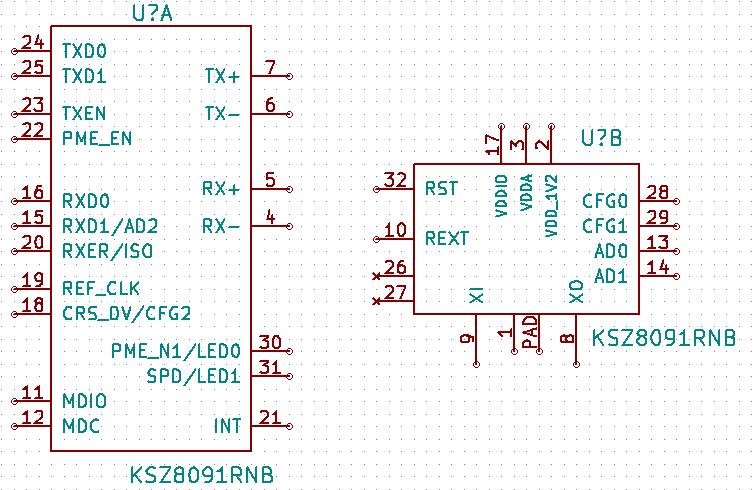 U?A
24 TXD0
25 TXD1 TX+ 7
23 TXEN TX- 6
22 PME_EN
16 RXD0 RX+ 5
15 RXD1/AD2 RX- 4
20 RXER/ISO
19 REF_CLK
18 CRS_DV/CFG2
PME_N1/LED0 30
SPD/LED1 31
11 MDIO
12 MDC INT 21
KSZ8091RNB
U?B
17 3 2
VDDIO VDDA VDD_1V2
32 RST CFG0 28
CFG1 29
10 REXT AD0 13
26 AD1 14
27
XI XO
9 1 PAD 8
KSZ8091RNB